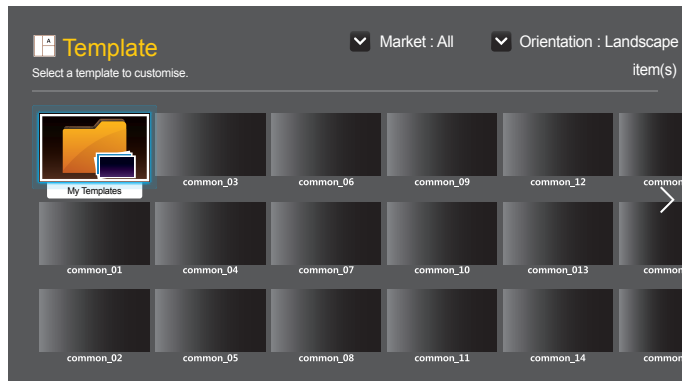 A
Template
Market : All
Orientation : Landscape
Select a template to customise.
item(s)
My Templates
common_03
common_06
common_09
common_12
common_01
common_04
common_07
common_10
common_013
common_02
common_05
common_08
common_11
common_14